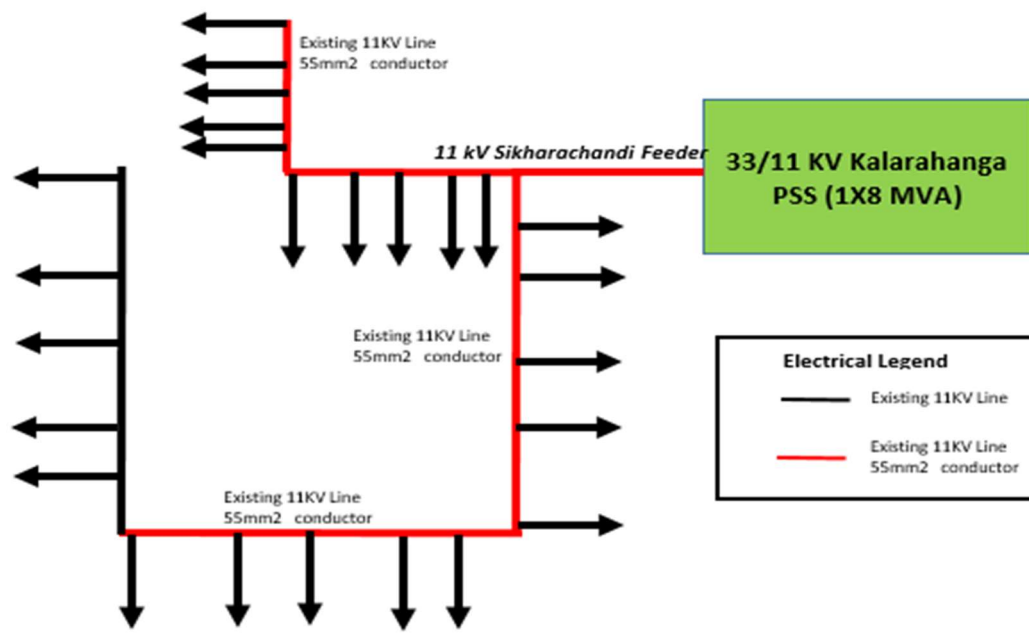 Existing 11KV Line
55mm2 conductor
11 kV Sikharachandi Feeder
33/11 KV Kalarahanga
PSS (1X8 MVA)
Existing 11KV Line
55mm2 conductor
Electrical Legend
Existing 11KV Line
Existing 11KV Line
55mm2 conductor
Existing 11KV Line
55mm2 conductor